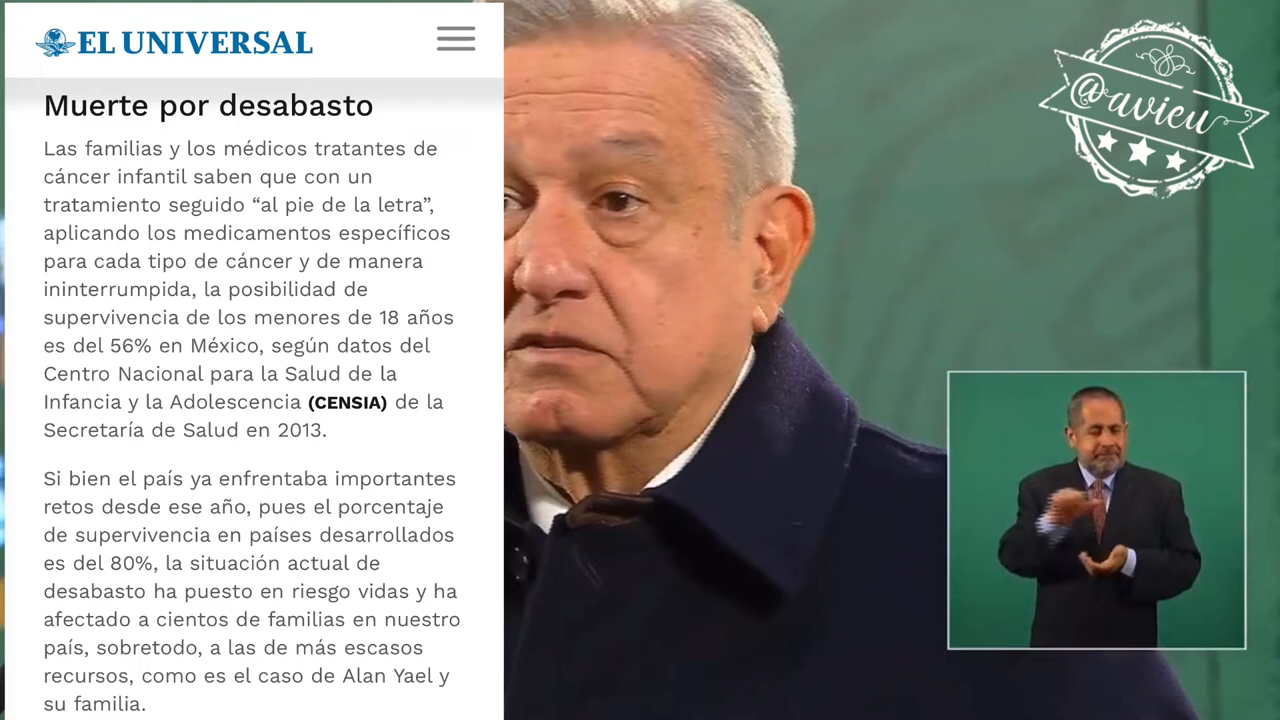 EL UNIVERSAL
Muerte por desabasto
Las familias y los médicos tratantes de
cáncer infantil saben que con un
tratamiento seguido “al pie de la letra”,
aplicando los medicamentos específicos
para cada tipo de cáncer y de manera
ininterrumpida, la posibilidad de
supervivencia de los menores de 18 años
es del 56% en México, según datos del
Centro Nacional para la Salud de la
Infancia y la Adolescencia (CENSIA) de la
Secretaría de Salud en 2013.
Si bien el país ya enfrentaba importantes
retos desde ese año, pues el porcentaje
de supervivencia en países desarrollados
es del 80%, la situación actual de
desabasto ha puesto en riesgo vidas y ha
afectado a cientos de familias en nuestro
país, sobretodo, a las de más escasos
recursos, como es el caso de Alan Yael y
su familia.
@avieu